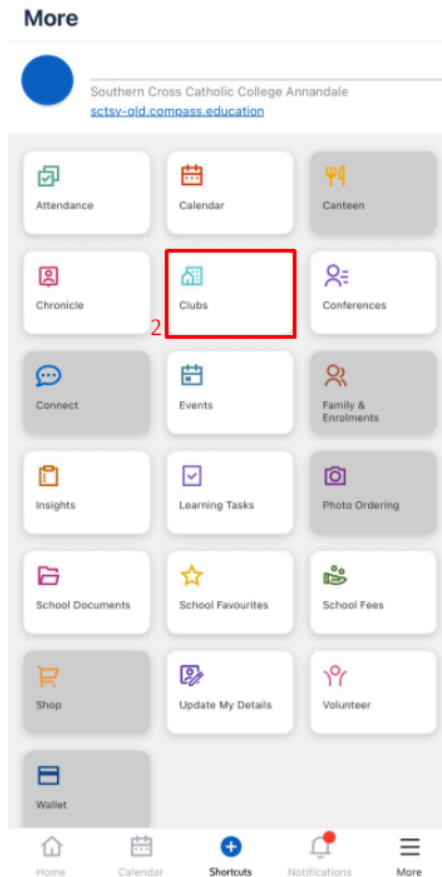 More
Southern Cross Catholic College Annandale
sctsv-qld.compass.education
Attendance
Calendar
Canteen
Chronicle
2
Clubs
Conferences
Connect
Events
Family &
Enrolments
Insights
Learning Tasks
Photo Ordering
School Documents
School Favourites
School Fees
Shop
Update My Details
Volunteer
Wallet
Home
Calendar
Shortcuts
Notifications
More